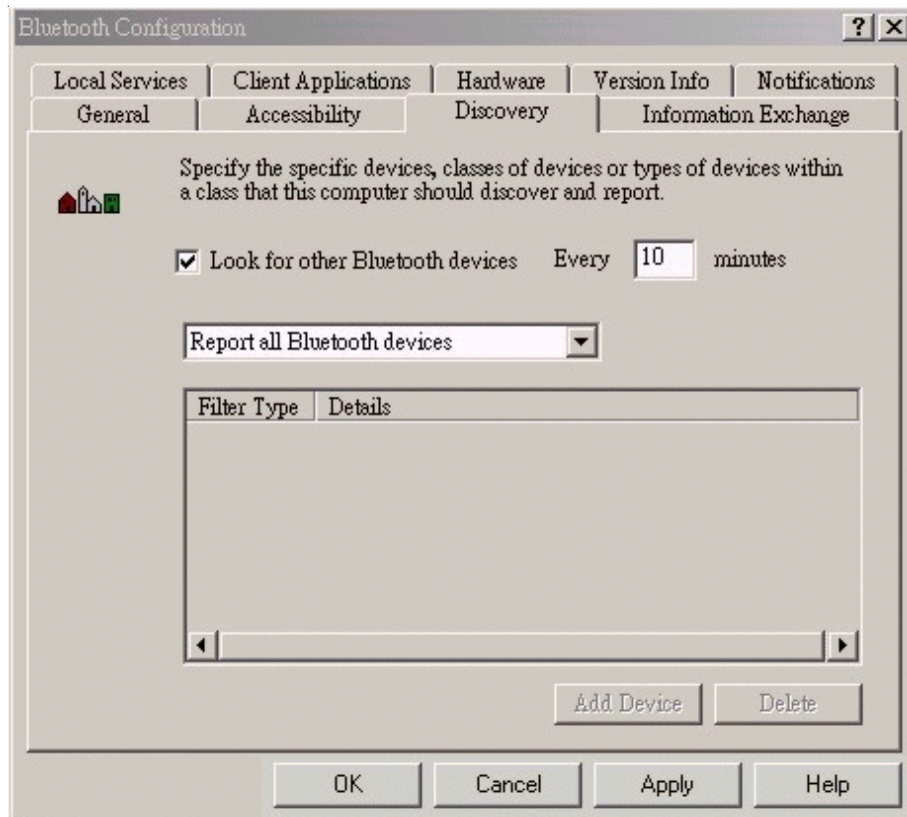 Bluetooth Configuration
Local Services Client Applications Hardware Version Info Notifications
General Accessibility Discovery Information Exchange
Specify the specific devices, classes of devices or types of devices within
a class that this computer should discover and report.
Look for other Bluetooth devices Every 10 minutes
Report all Bluetooth devices
Filter Type Details
Add Device Delete
OK Cancel Apply Help